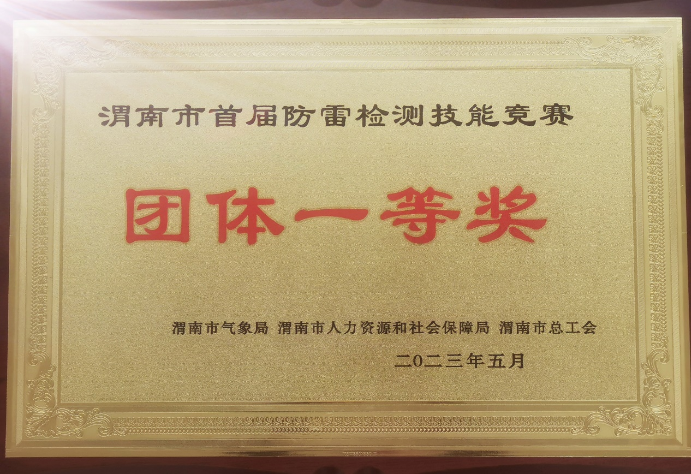 渭南市首届防雷检测技能竞赛
团体一等奖
渭南市气象局 渭南市人力资源和社会保障局 渭南市总工会
二〇二三年五月